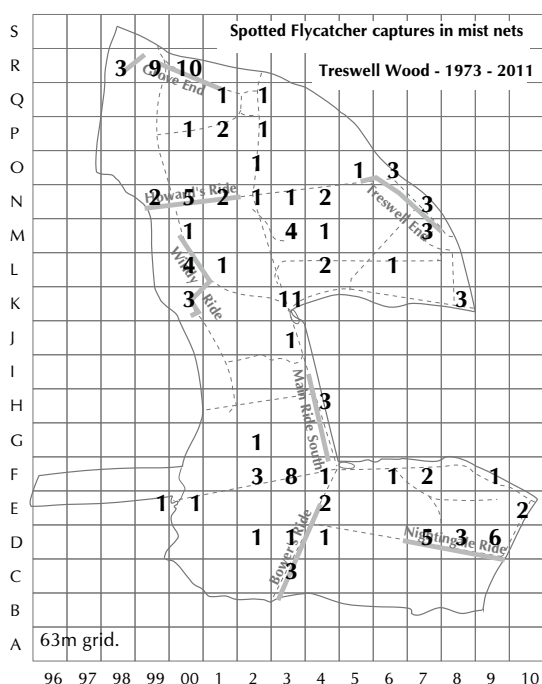 Spotted Flycatcher captures in mist nets
Treswell Wood - 1973 - 2011
S
R 3 9 10
Grove End
Q 1 1
P 1 2 1
O 1 1 3
Howard's Ride
N 2 5 2 1 1 2 3
Treswell End
M 1 4 1 3
L 4 1 2 1
Windy Ride
K 3 11 3
J 1
I
Main Ride South
H 3
G 1
F 3 8 1 1 2 1
E 1 1 2 2
Bower's Ride
D 1 1 1 5 3 6
Nightingale Ride
C 3
B
A 63m grid.
96 97 98 99 00 1 2 3 4 5 6 7 8 9 10